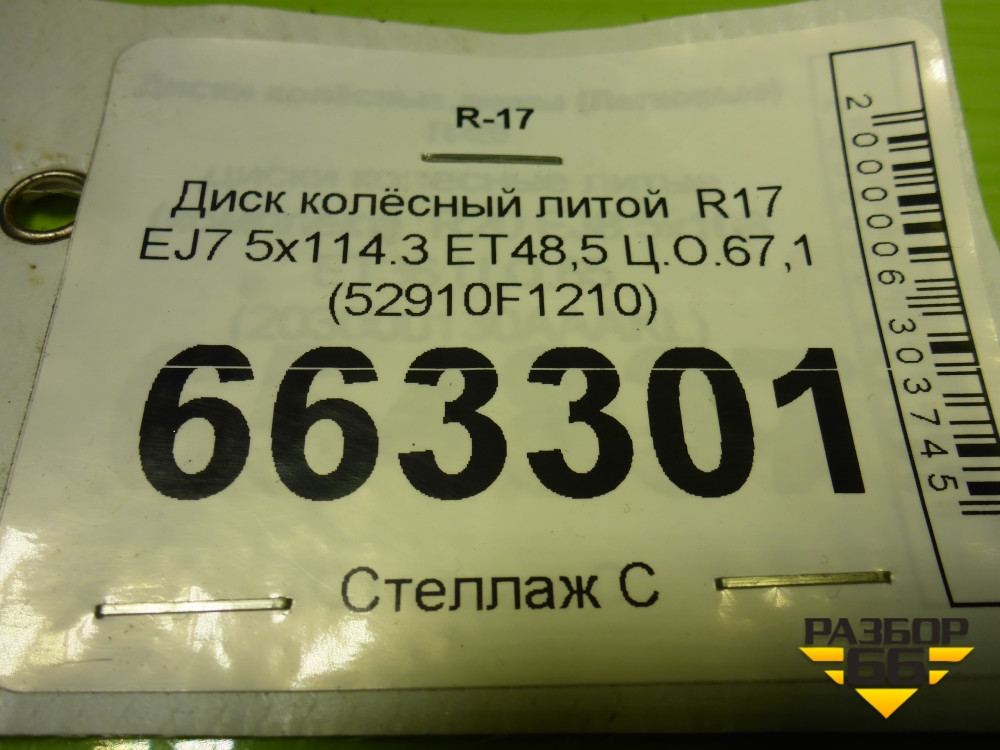 R-17
Диск колёсный литой R17
EJ7 5x114.3 ET48,5 Ц.О.67,1
(52910F1210)
663301
Стеллаж С
2000006303745
РАЗБОР
66